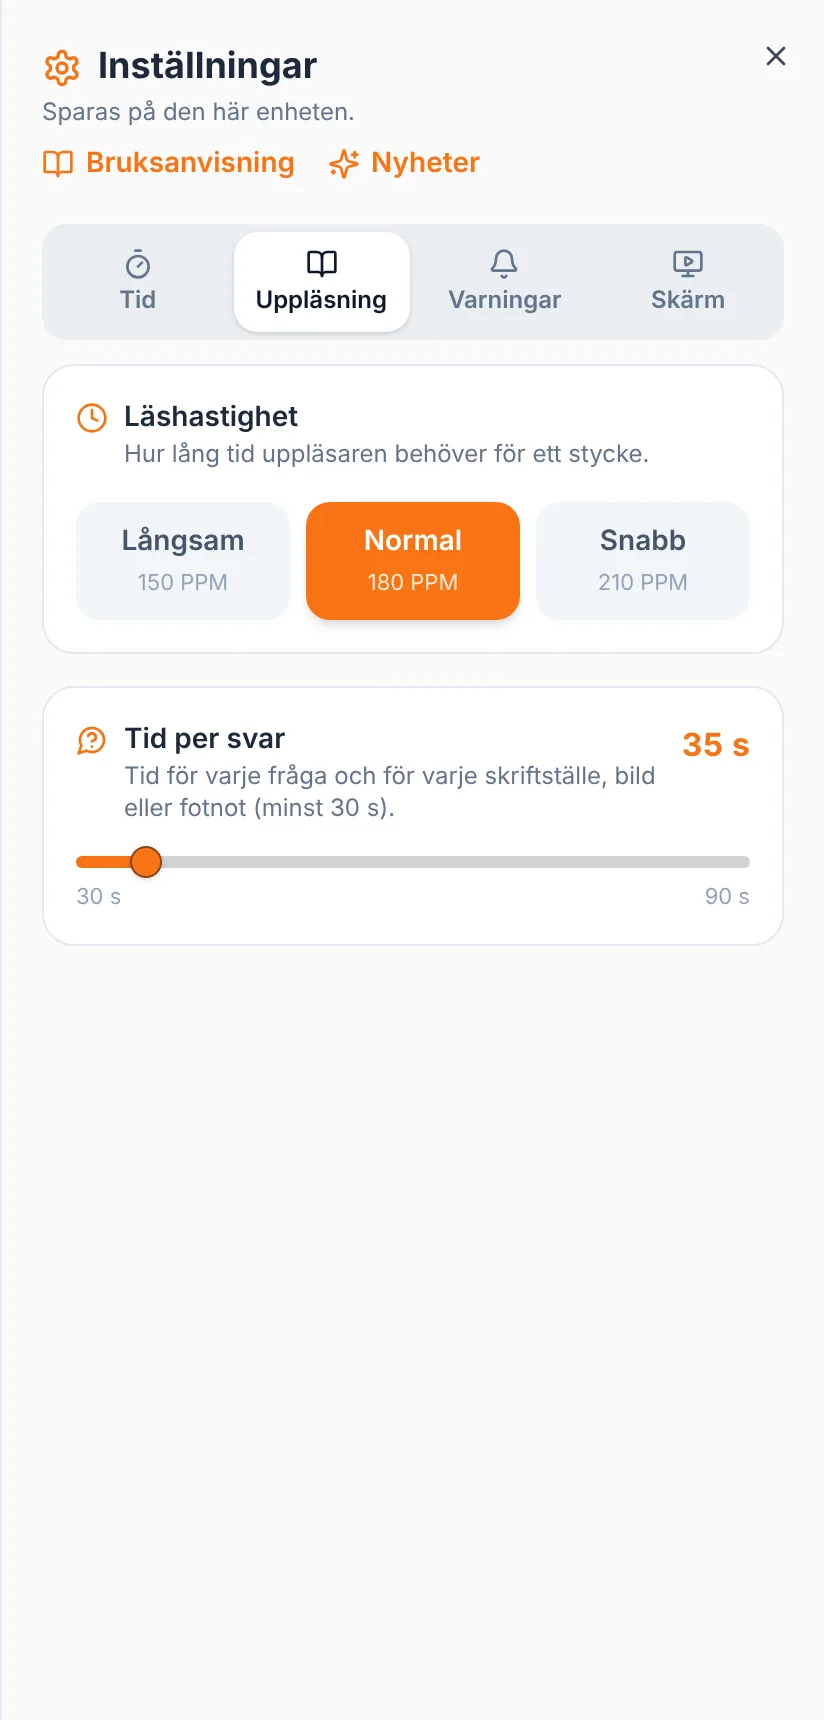 Inställningar
Sparas på den här enheten.
Bruksanvisning Nyheter
Tid Uppläsning Varningar Skärm
Läshastighet
Hur lång tid uppläsaren behöver för ett stycke.
Långsam Normal Snabb
150 PPM 180 PPM 210 PPM
Tid per svar 35 s
Tid för varje fråga och för varje skriftställe, bild
eller fotnot (minst 30 s).
30 s 90 s